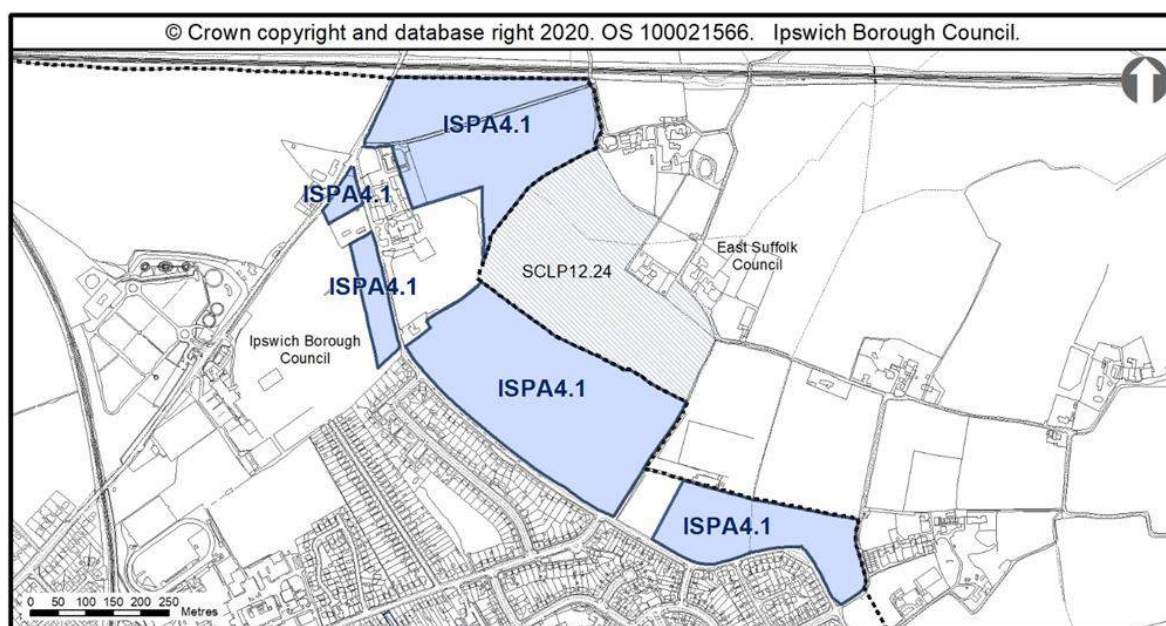 © Crown copyright and database right 2020. OS 100021566. Ipswich Borough Council.
ISPA4.1
ISPA4.1
East Suffolk
Council
SCLP12.24
ISPA4.1
Ipswich Borough
Council
ISPA4.1
ISPA4.1
0 50 100 150 200 250
Metres